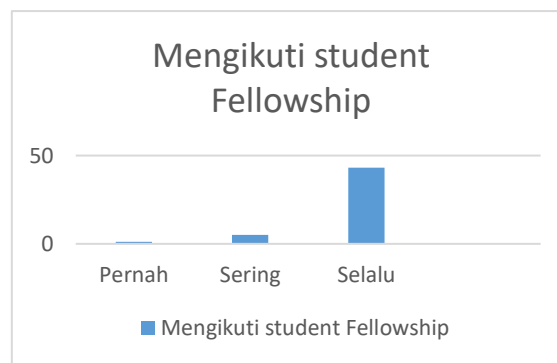 Mengikuti student
Fellowship
50
0
Pernah Sering Selalu
Mengikuti student Fellowship